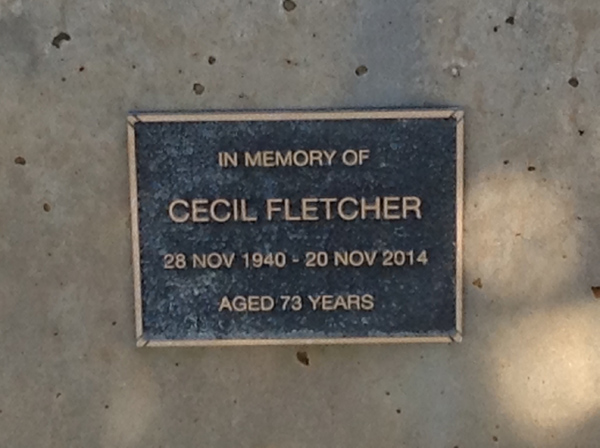 IN MEMORY OF
CECIL FLETCHER
28 NOV 1940 - 20 NOV 2014
AGED 73 YEARS